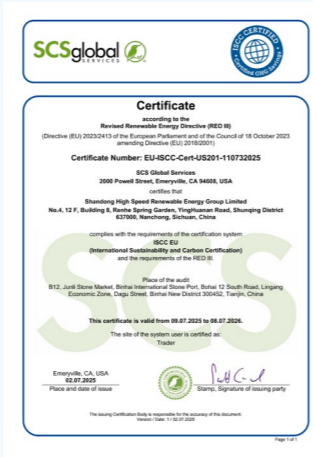 SCSglobal
SERVICES
ISCC CERTIFIED
Certified GHG Savings
Certificate
according to the
Revised Renewable Energy Directive (RED III)
(Directive (EU) 2023/2413 of the European Parliament and of the Council of 18 October 2023
amending Directive (EU) 2018/2001)
Certificate Number: EU-ISCC-Cert-US201-110732025
SCS Global Services
2000 Powell Street, Emeryville, CA 94608, USA
certifies that
Shandong High Speed Renewable Energy Group Limited
No.4, 12 F, Building 8, Renhe Spring Garden, YingHuanan Road, Shunqing District
637000, Nanchong, Sichuan, China
complies with the requirements of the certification system
ISCC EU
(International Sustainability and Carbon Certification)
and the requirements of the RED III.
Place of the audit
B12, Junli Stone Market, Binhai International Stone Port, Bohai 12 South Road, Lingang
Economic Zone, Dagu Street, Binhai New District 300452, Tianjin, China
This certificate is valid from 09.07.2025 to 08.07.2026.
The site of the system user is certified as:
Trader
Emeryville, CA, USA
02.07.2025
Place and date of issue
Stamp, Signature of issuing party
The issuing Certification Body is responsible for the accuracy of this document.
Version / Date: 1 / 02.07.2025
Page 1 of 1
SCS